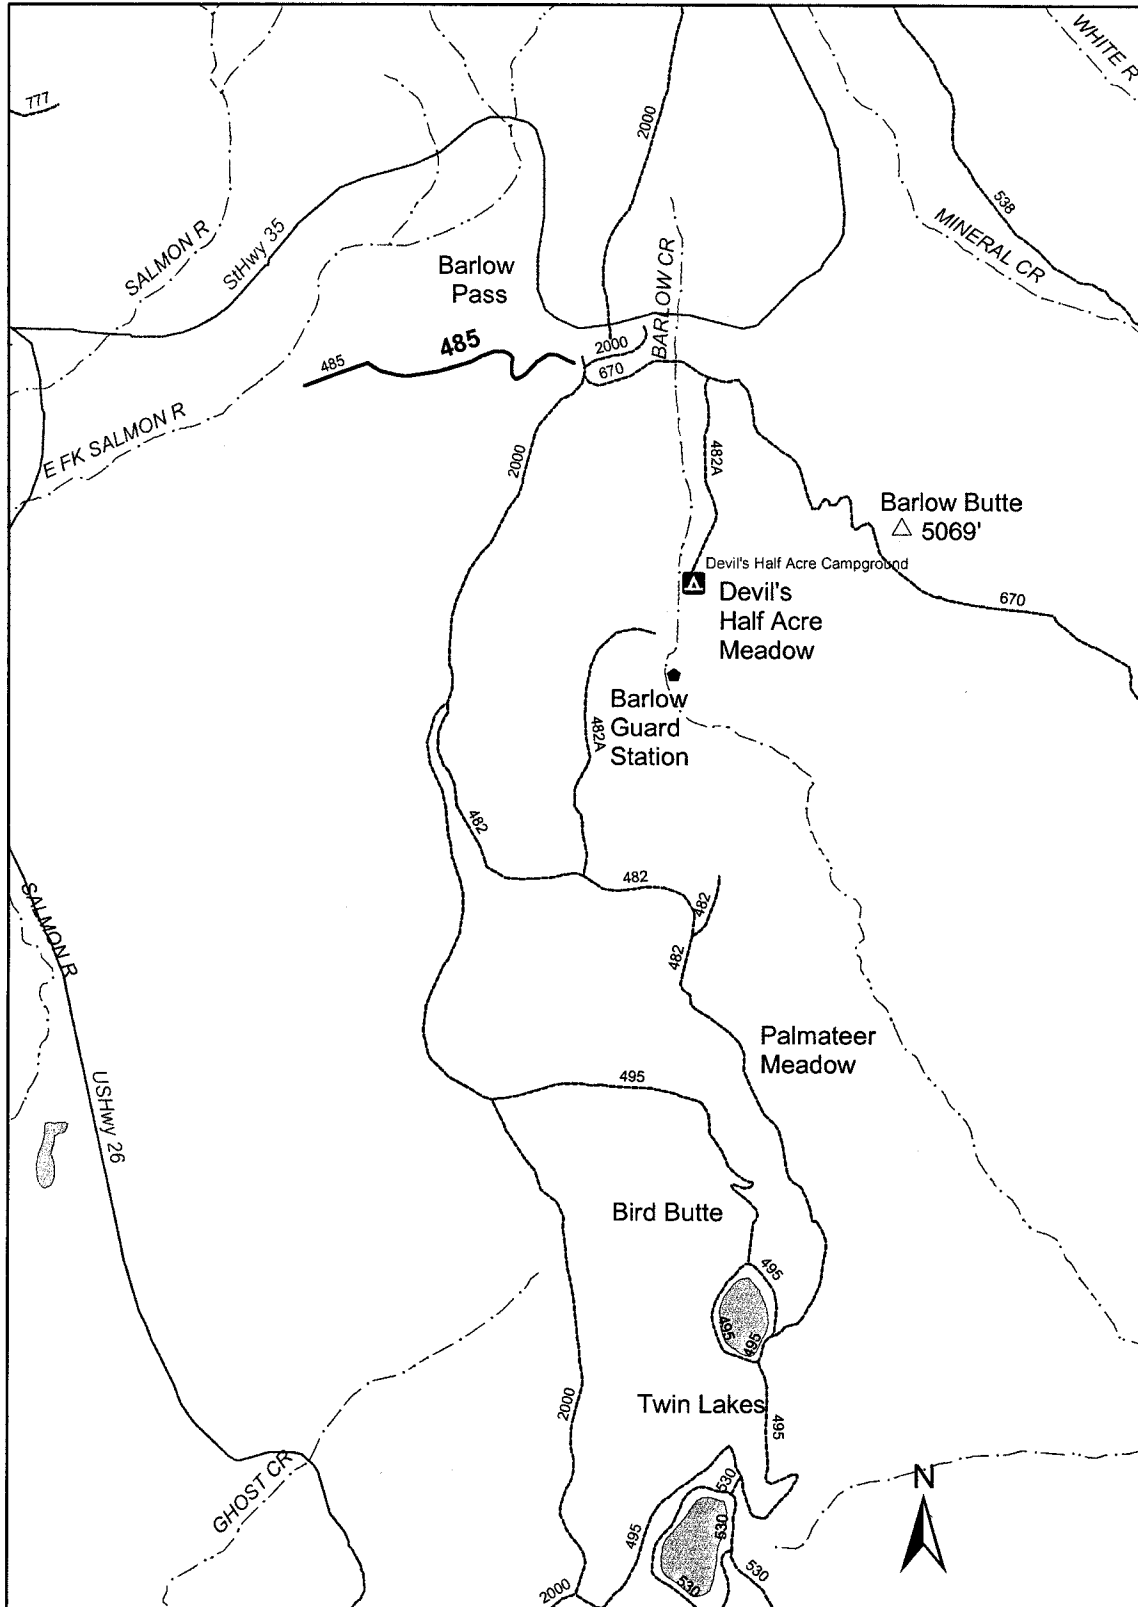 WHITE R
777
2000
538
MINERAL CR
SALMON R
StHwy 35
Barlow
Pass
BARLOW CR
485
2000
485
670
E FK SALMON R
2000
482A
Barlow Butte
5069'
Devil's Half Acre Campground
Devil's
Half Acre
Meadow
670
Barlow
Guard
Station
482A
482
482
482
482
SALMON R
Palmateer
Meadow
USHwy 26
495
Bird Butte
495
495
495
Twin Lakes
2000
495
GHOST CR
N
530
495
530
530
530
2000